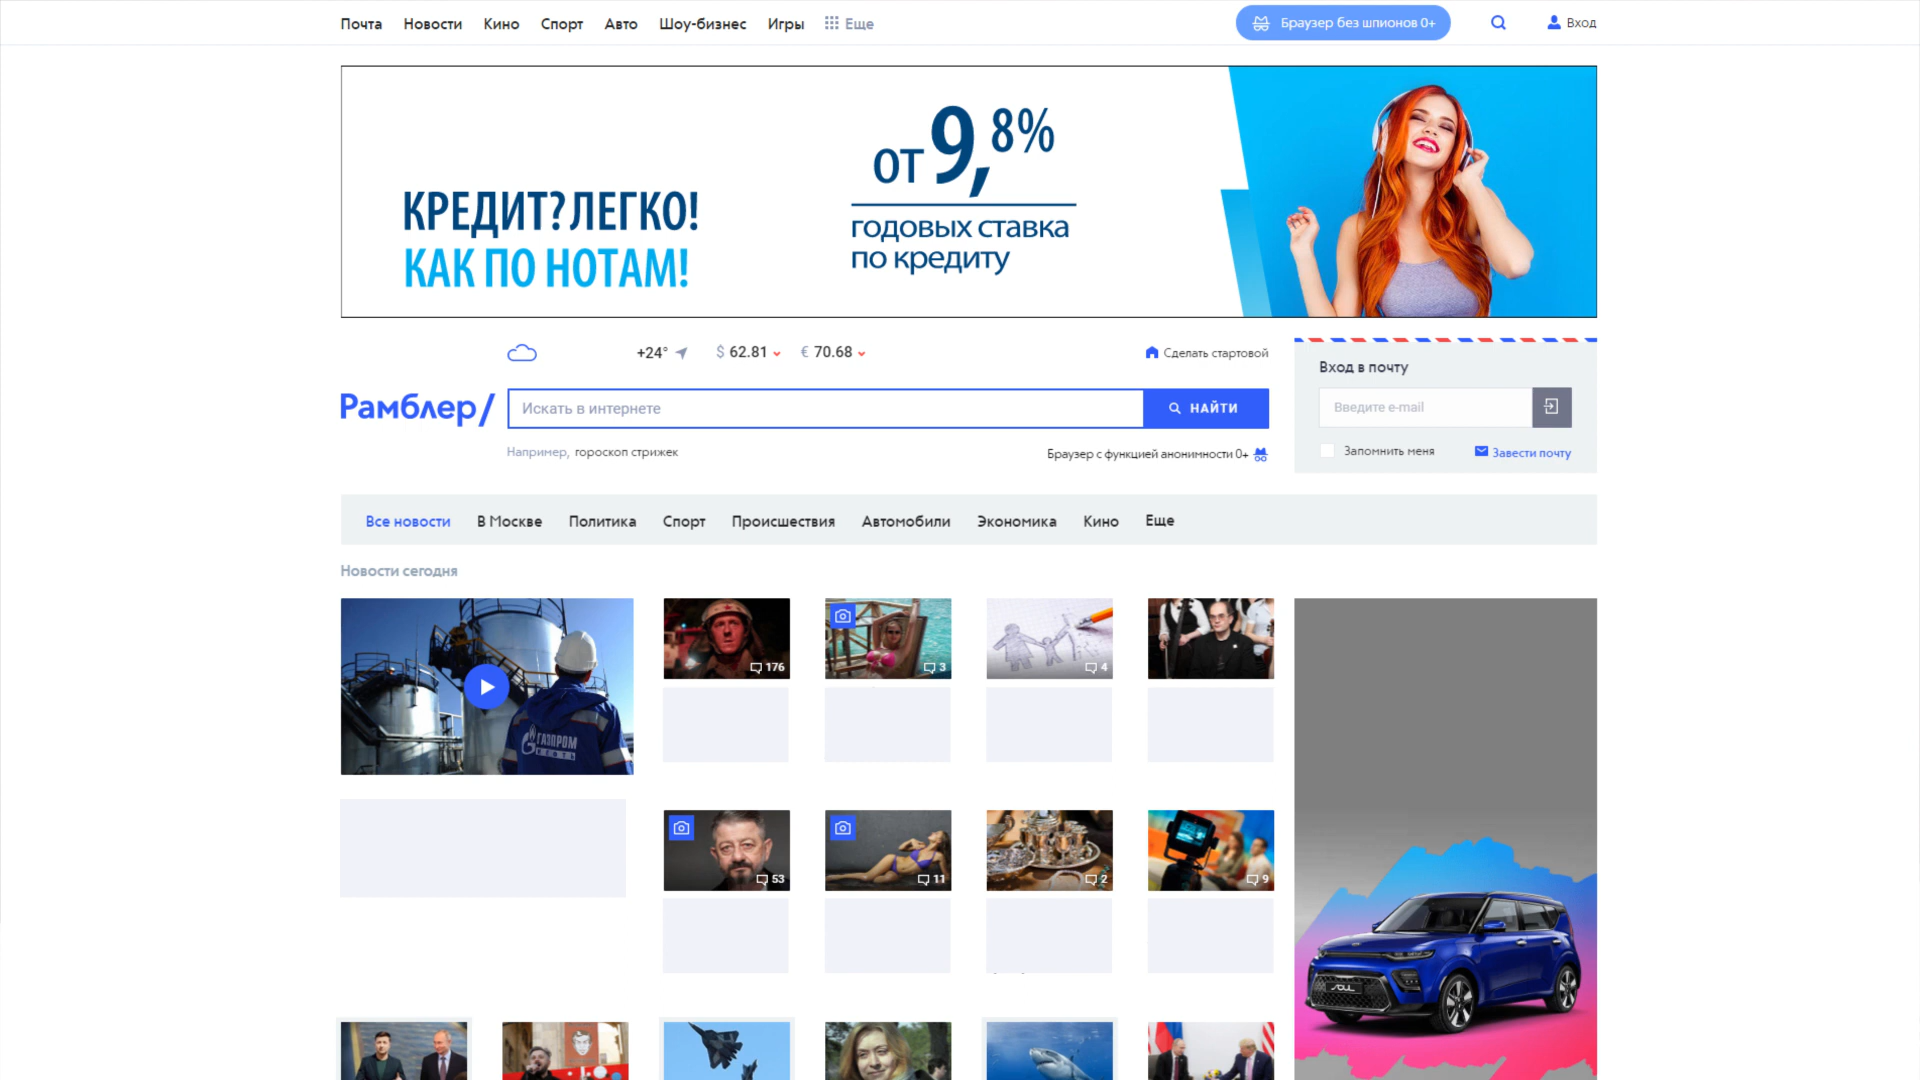 Почта Новости Кино Спорт Авто Шоу-бизнес Игры Еще
Браузер без шпионов 0+
Вход
КРЕДИТ? ЛЕГКО!
КАК ПО НОТАМ!
от 9,8%
годовых ставка
по кредиту
+24° $ 62.81 € 70.68
Сделать стартовой
Рамблер/
Искать в интернете
НАЙТИ
Например, гороскоп стрижек
Браузер с функцией анонимности 0+
Вход в почту
Введите e-mail
Запомнить меня
Завести почту
Все новости В Москве Политика Спорт Происшествия Автомобили Экономика Кино Еще
Новости сегодня
ГАЗПРОМ
НЕФТЬ
176
3
4
53
11
2
9
SOUL